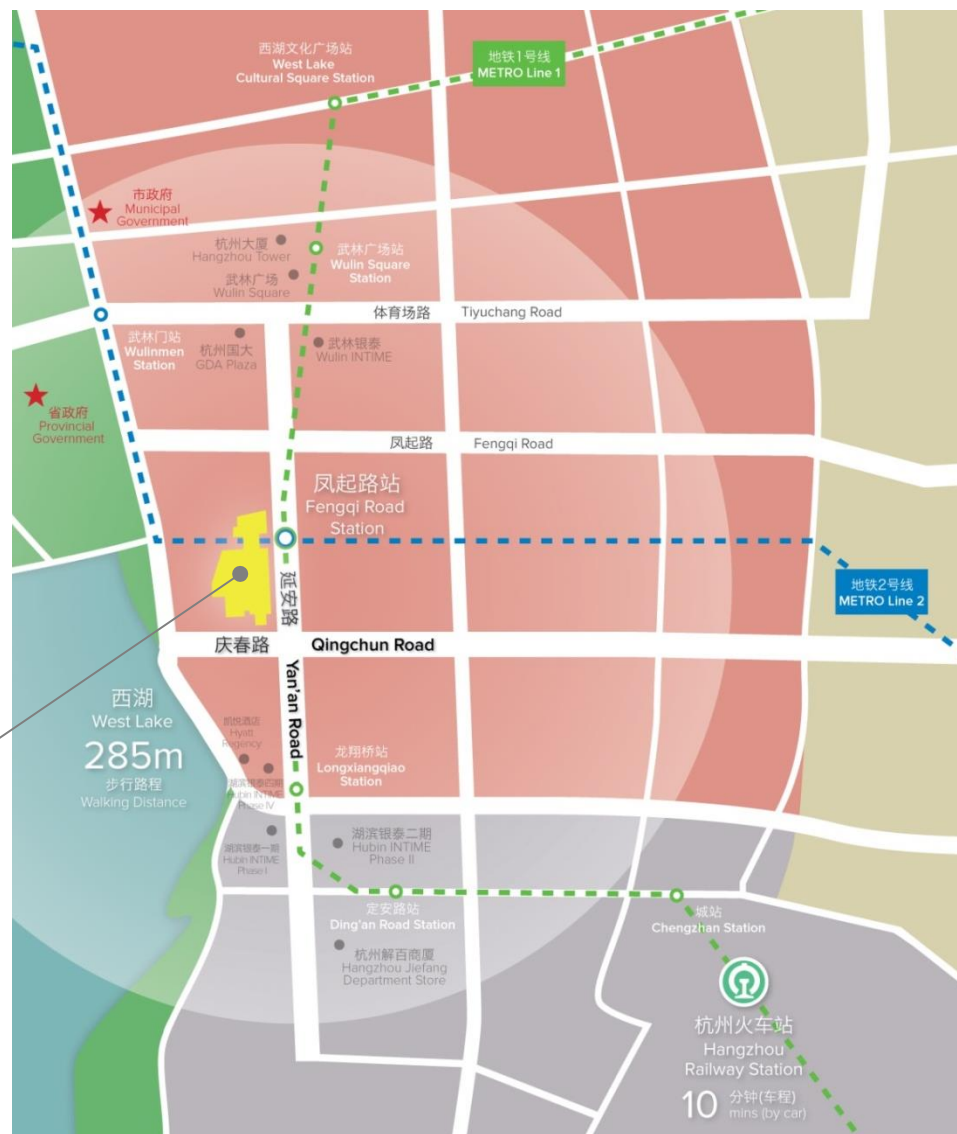 西湖文化广场站
West Lake
Cultural Square Station
地铁1号线
METRO Line 1
市政府
Municipal
Government
杭州大厦
Hangzhou Tower
武林广场站
Wulin Square
Station
武林广场
Wulin Square
体育场路 Tiyuchang Road
武林门站
Wulinmen
Station
杭州国大
GDA Plaza
武林银泰
Wulin INTIME
省政府
Provincial
Government
凤起路 Fengqi Road
凤起路站
Fengqi Road
Station
延安路
地铁2号线
METRO Line 2
庆春路 Qingchun Road
Yan'an Road
西湖
West Lake
285m
步行路程
Walking Distance
凯悦酒店
Hyatt
Regency
龙翔桥站
Longxiangqiao
Station
湖滨银泰四期
Hubin INTIME
Phase IV
湖滨银泰一期
Hubin INTIME
Phase I
湖滨银泰二期
Hubin INTIME
Phase II
定安路站
Ding'an Road Station
城站
Chengzhan Station
杭州解百商厦
Hangzhou Jiefang
Department Store
杭州火车站
Hangzhou
Railway Station
10 分钟(车程)
mins (by car)